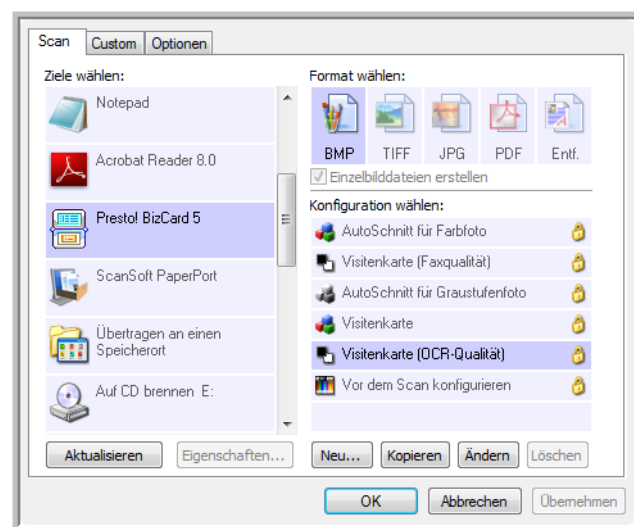 Scan
Custom
Optionen
Ziele wählen:
Notepad
Acrobat Reader 8.0
Presto! BizCard 5
ScanSoft PaperPort
Übertragen an einen
Speicherort
Auf CD brennen E:
Aktualisieren
Eigenschaften...
Format wählen:
BMP
TIFF
JPG
PDF
Entf.
Einzelbilddateien erstellen
Konfiguration wählen:
AutoSchnitt für Farbfoto
Visitenkarte (Faxqualität)
AutoSchnitt für Graustufenfoto
Visitenkarte
Visitenkarte (OCR-Qualität)
Vor dem Scan konfigurieren
Neu...
Kopieren
Ändern
Löschen
OK
Abbrechen
Übernehmen